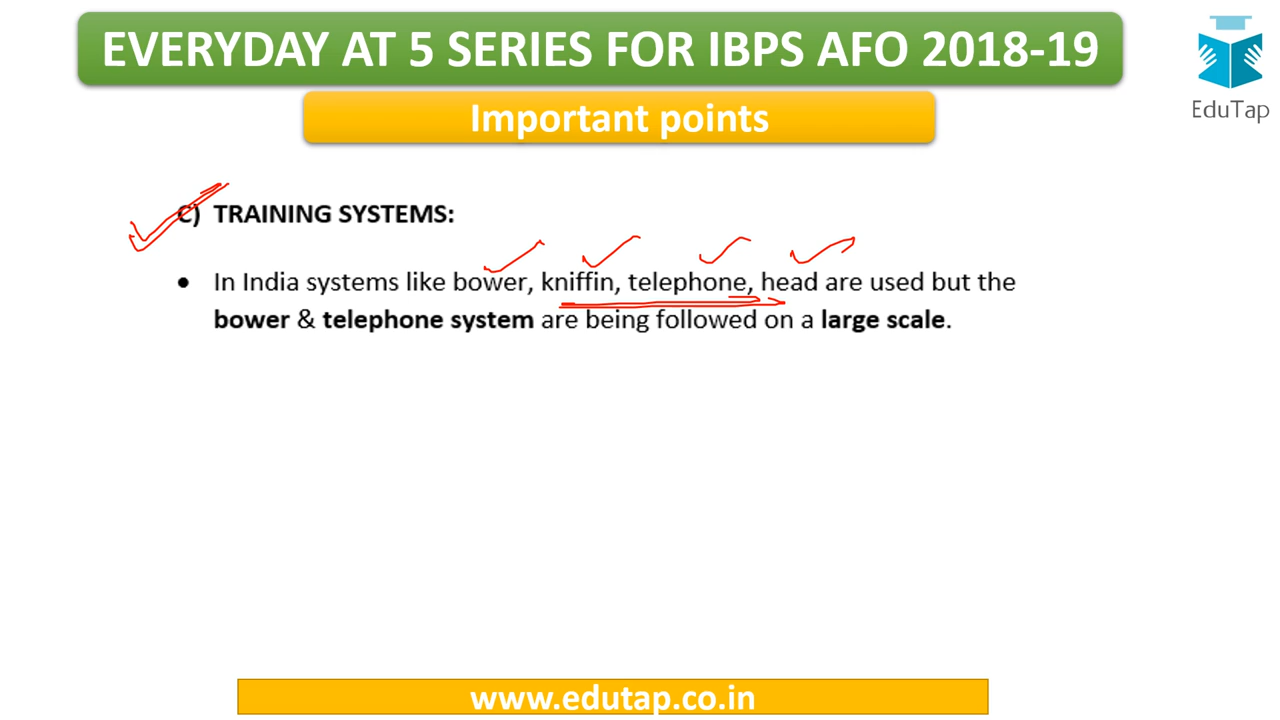 EVERYDAY AT 5 SERIES FOR IBPS AFO 2018-19
EduTap
Important points
C) TRAINING SYSTEMS:
• In India systems like bower, kniffin, telephone, head are used but the
bower & telephone system are being followed on a large scale.
www.edutap.co.in